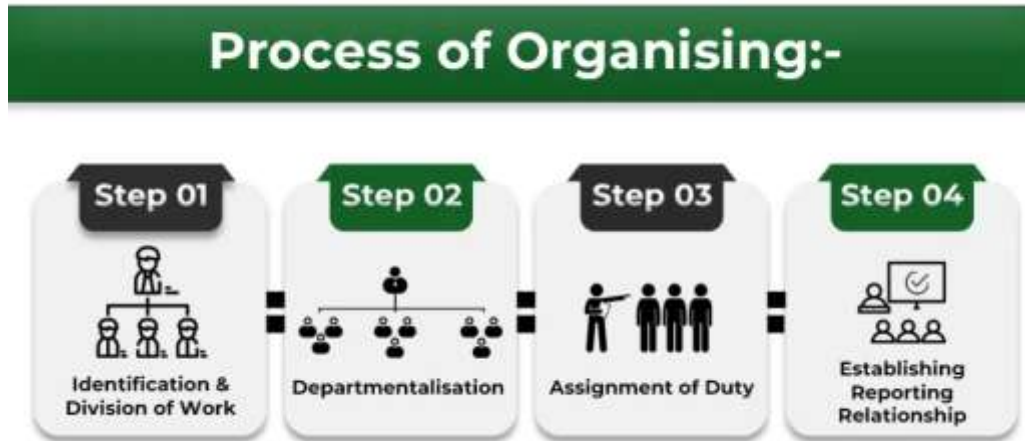 Process of Organising:-
Step 01
Identification &
Division of Work
Step 02
Departmentalisation
Step 03
Assignment of Duty
Step 04
Establishing
Reporting
Relationship